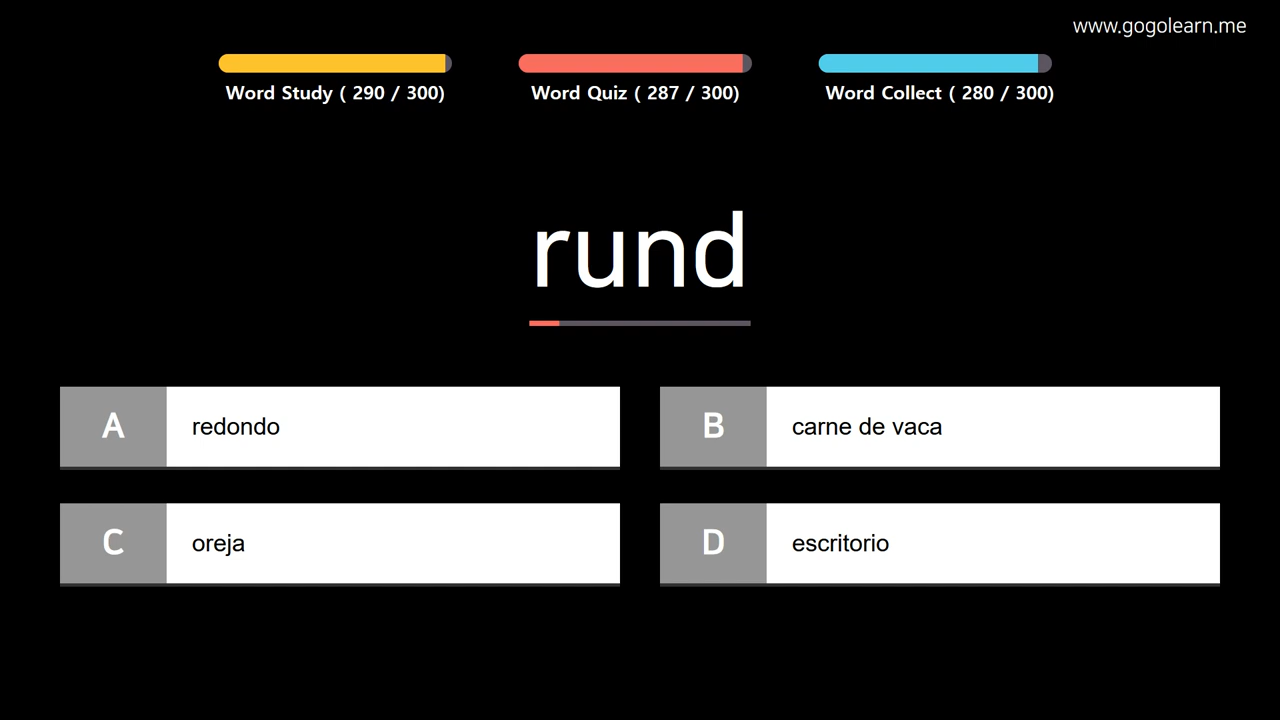 www.gogolearn.me
Word Study ( 290 / 300)
Word Quiz ( 287 / 300)
Word Collect ( 280 / 300)
rund
A redondo
B carne de vaca
C oreja
D escritorio